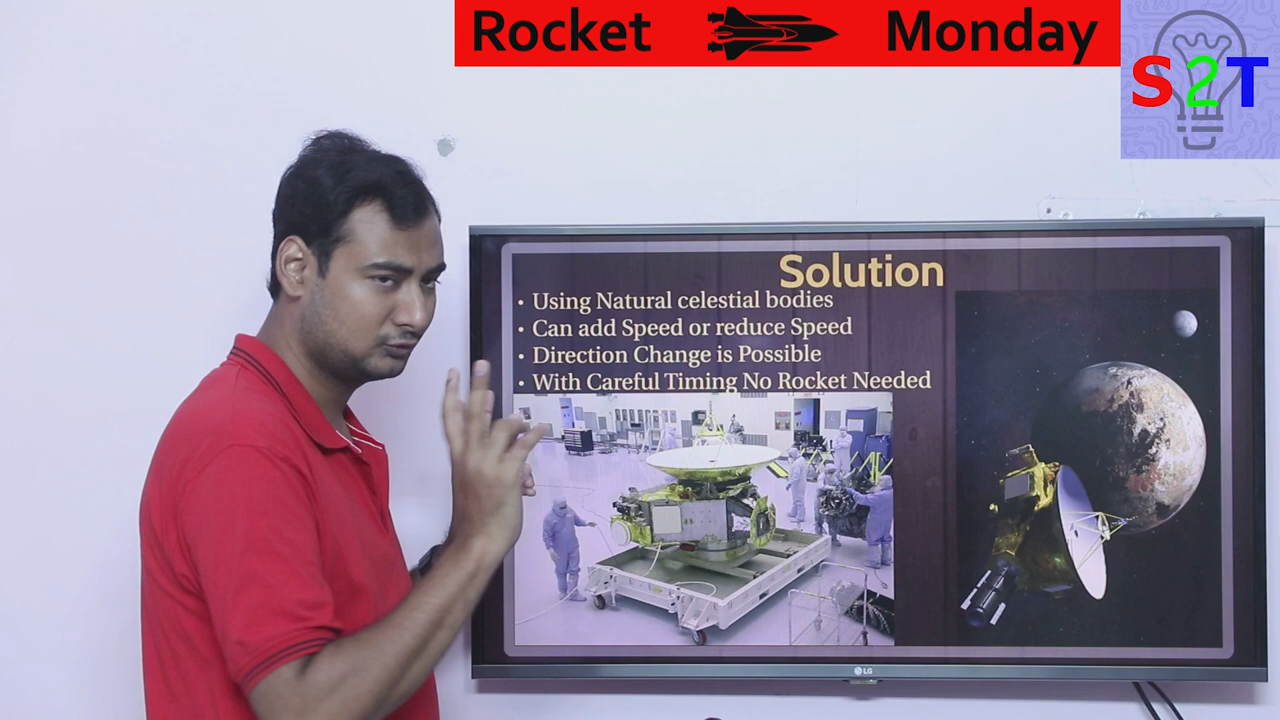 Rocket Monday
S2T
Solution
• Using Natural celestial bodies
• Can add Speed or reduce Speed
• Direction Change is Possible
• With Careful Timing No Rocket Needed
LG